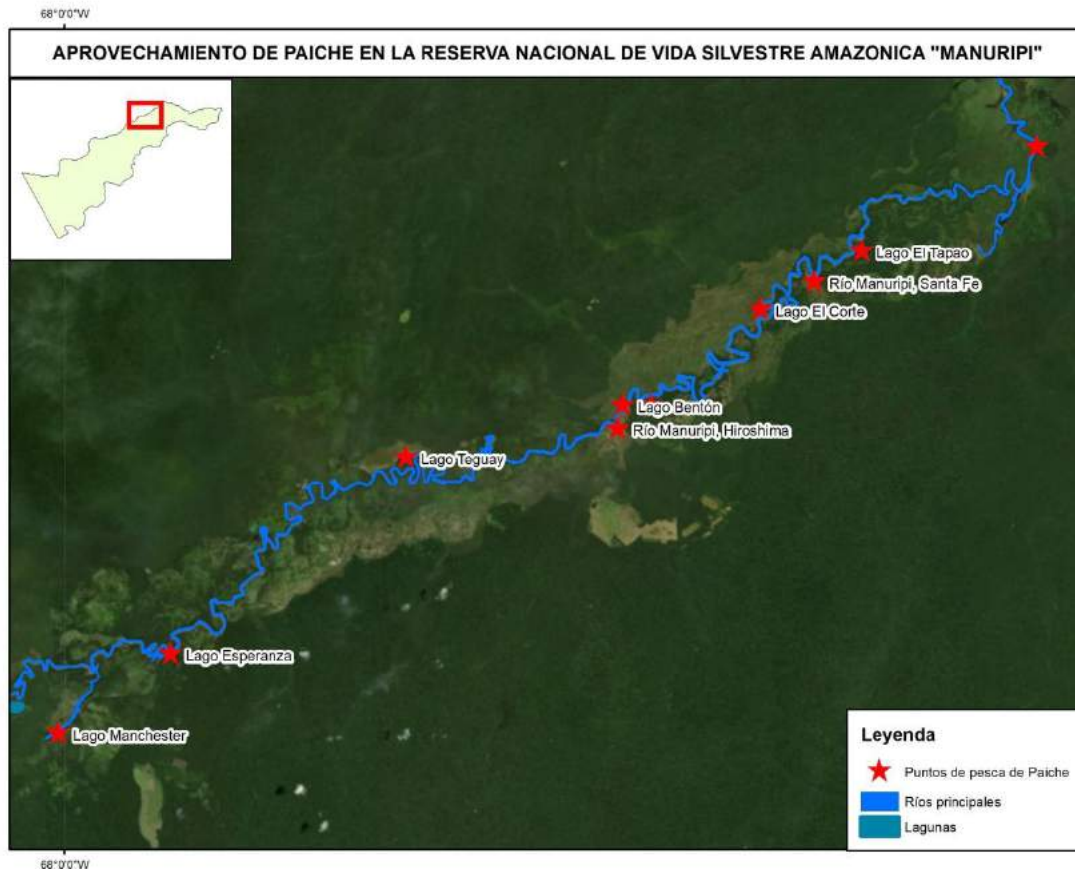 68°0'0"W
APROVECHAMIENTO DE PAICHE EN LA RESERVA NACIONAL DE VIDA SILVESTRE AMAZONICA "MANURIPI"
Lago El Tapao
Río Manuripi, Santa Fe
Lago El Corte
Lago Bentón
Río Manuripi, Hiroshima
Lago Teguay
Lago Esperanza
Lago Manchester
Leyenda
Puntos de pesca de Paiche
Ríos principales
Lagunas
68°0'0"W